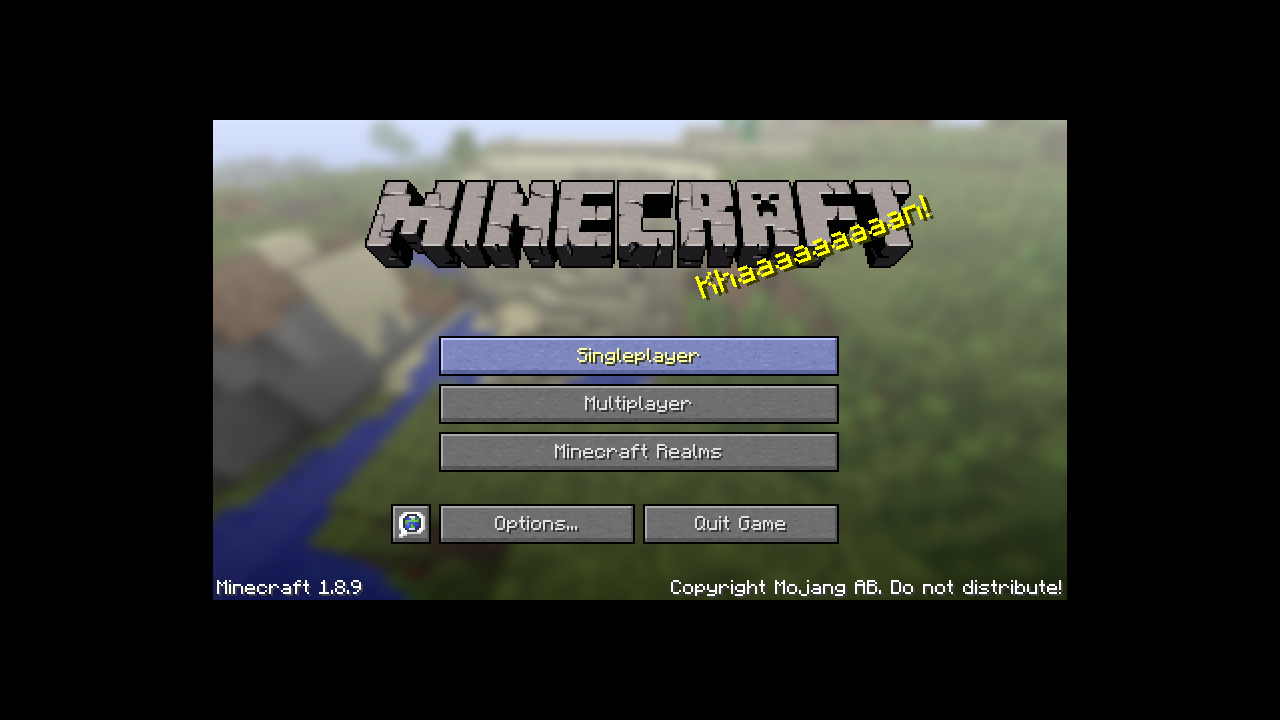 MINECRAFT
Khaaaaaaaaan!
Singleplayer
Multiplayer
Minecraft Realms
Options...
Quit Game
Minecraft 1.8.9
Copyright Mojang AB. Do not distribute!